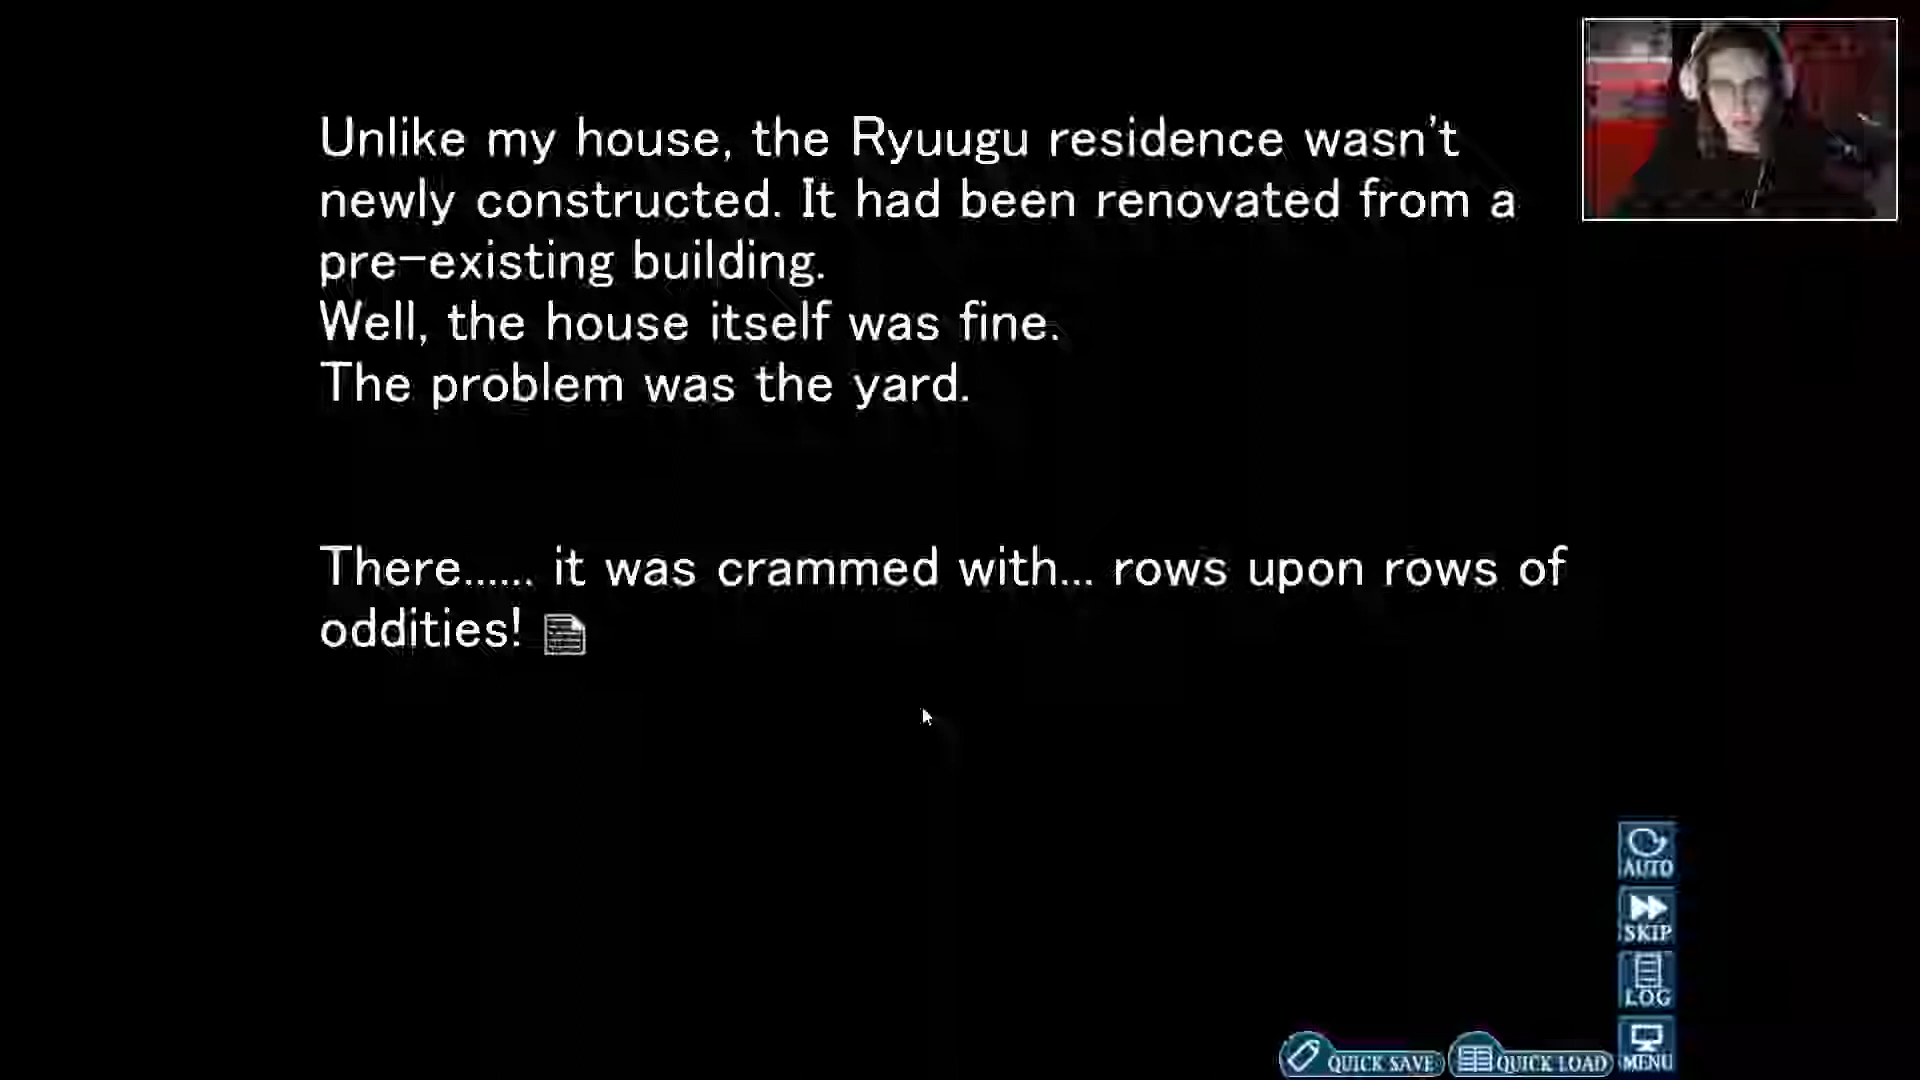 Unlike my house, the Ryuugu residence wasn't
newly constructed. It had been renovated from a
pre-existing building.
Well, the house itself was fine.
The problem was the yard.
There...... it was crammed with... rows upon rows of
oddities!
AUTO
SKIP
LOG
MENU
QUICK SAVE
QUICK LOAD